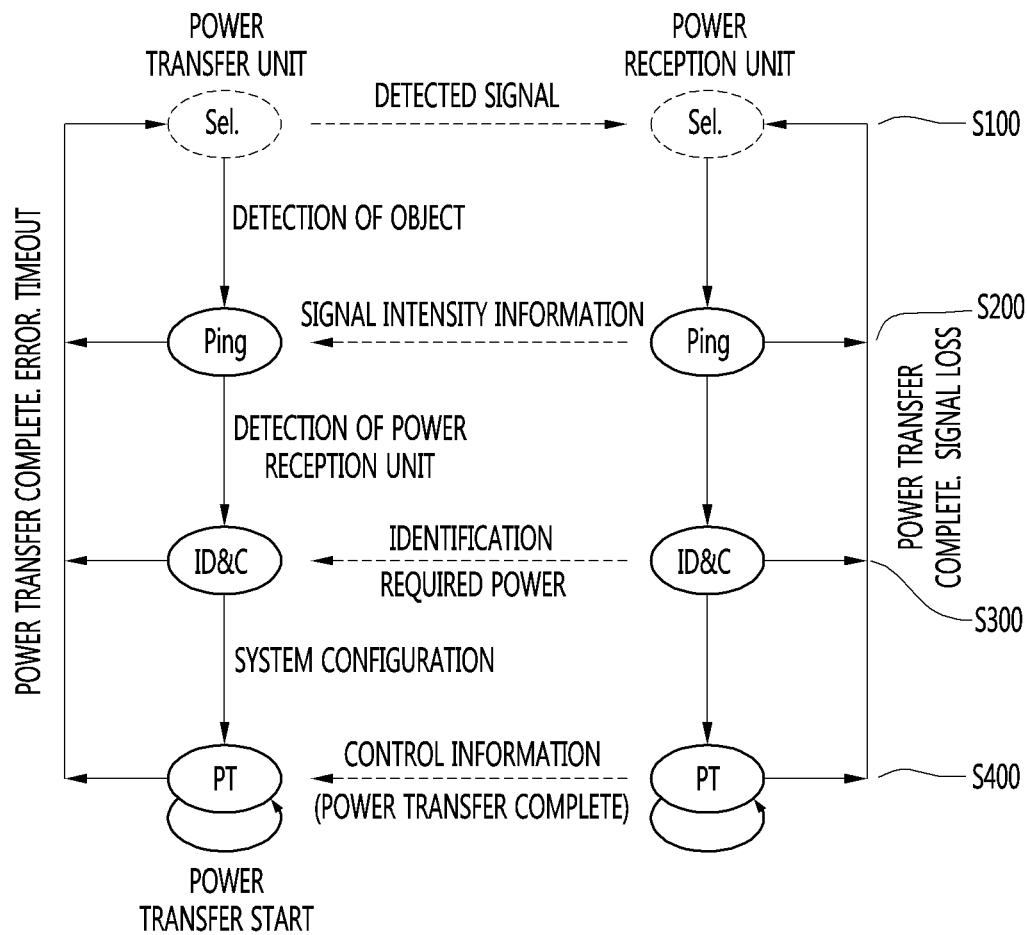 POWER
TRANSFER UNIT
POWER
RECEPTION UNIT
Sel.
DETECTED SIGNAL
Sel.
S100
DETECTION OF OBJECT
POWER TRANSFER COMPLETE. ERROR. TIMEOUT
Ping
SIGNAL INTENSITY INFORMATION
Ping
S200
POWER TRANSFER
COMPLETE. SIGNAL LOSS
DETECTION OF POWER
RECEPTION UNIT
ID&C
IDENTIFICATION
REQUIRED POWER
ID&C
S300
SYSTEM CONFIGURATION
PT
CONTROL INFORMATION
(POWER TRANSFER COMPLETE)
PT
S400
POWER
TRANSFER START